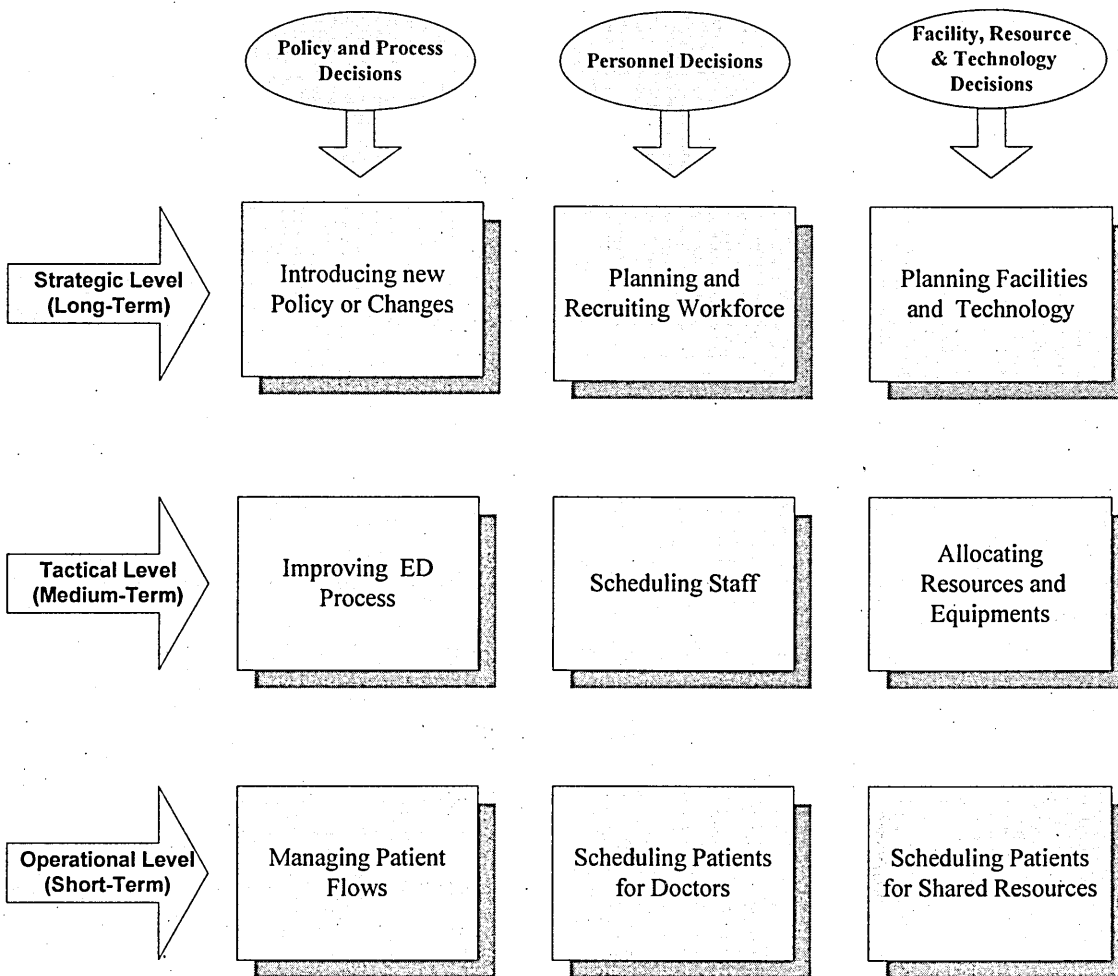 Policy and Process
Decisions
Personnel Decisions
Facility, Resource
& Technology
Decisions
Strategic Level
(Long-Term)
Introducing new
Policy or Changes
Planning and
Recruiting Workforce
Planning Facilities
and Technology
Tactical Level
(Medium-Term)
Improving ED
Process
Scheduling Staff
Allocating
Resources and
Equipments
Operational Level
(Short-Term)
Managing Patient
Flows
Scheduling Patients
for Doctors
Scheduling Patients
for Shared Resources